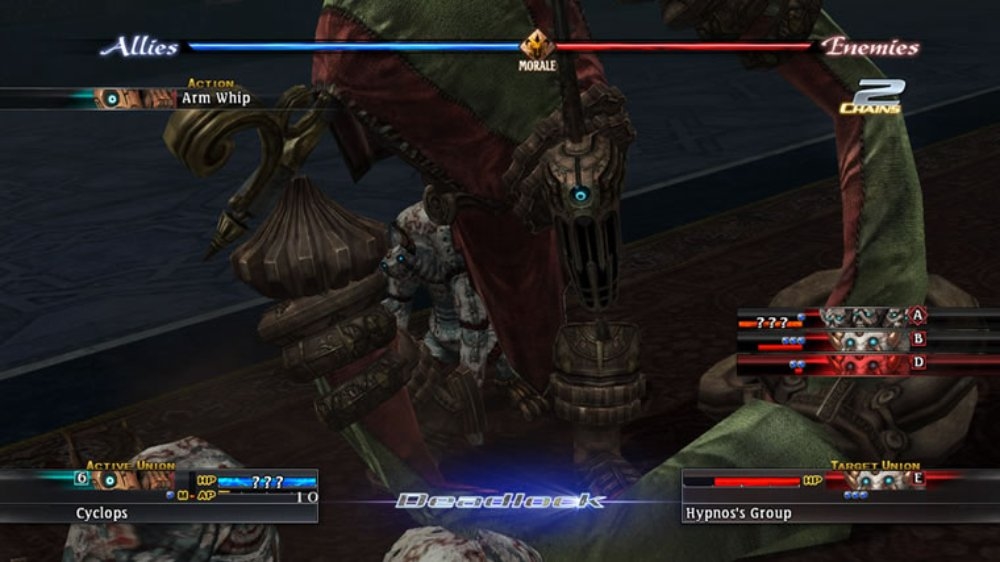 Allies
MORALE
Enemies
ACTION
Arm Whip
2
CHAINS
??? A
B
D
ACTIVE UNION
6
HP ???
M-AP 10
Cyclops
Deadlock
TARGET UNION
HP E
Hypnos's Group